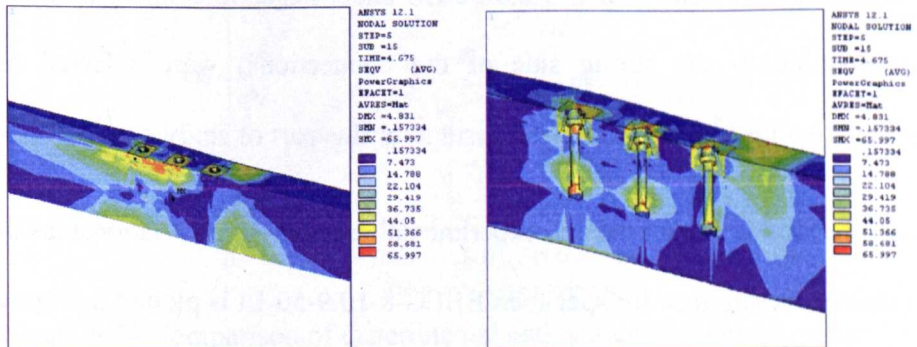 ANSYS 12.1
NODAL SOLUTION
STEP=5
SUB =15
TIME=4.675
SEQV (AVG)
PowerGraphics
EFACET=1
AVRES=Mat
DMX =4.831
SMN =.157334
SMX =65.997
.157334
7.473
14.788
22.104
29.419
36.735
44.05
51.366
58.681
65.997
ANSYS 12.1
NODAL SOLUTION
STEP=5
SUB =15
TIME=4.675
SEQV (AVG)
PowerGraphics
EFACET=1
AVRES=Mat
DMX =4.831
SMN =.157334
SMX =65.997
.157334
7.473
14.788
22.104
29.419
36.735
44.05
51.366
58.681
65.997